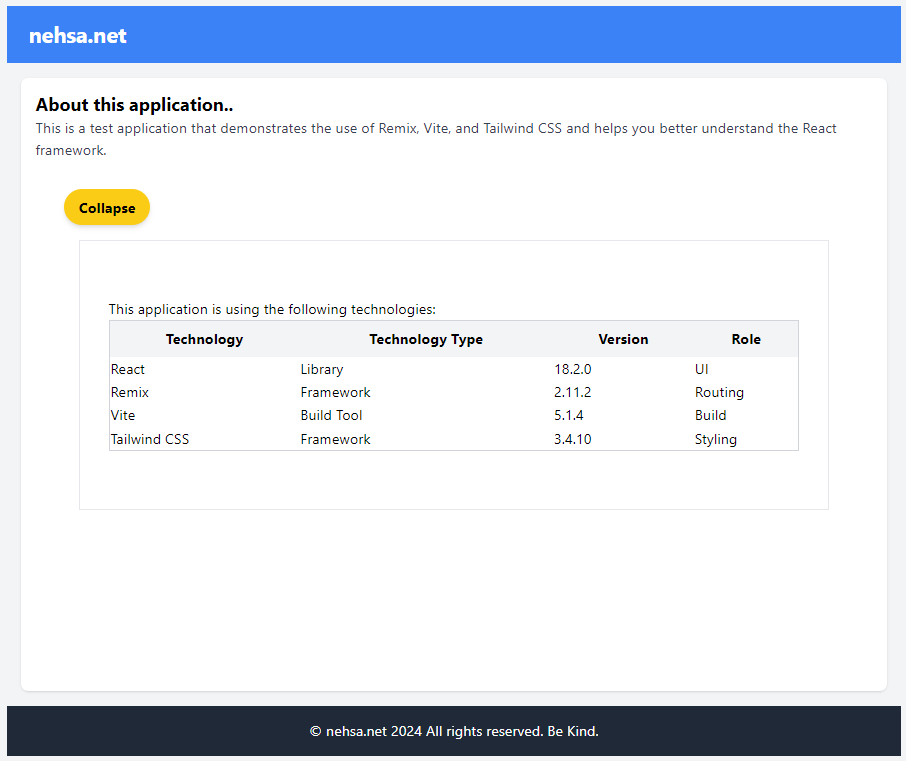 nehsa.net
About this application..
This is a test application that demonstrates the use of Remix, Vite, and Tailwind CSS and helps you better understand the React
framework.
Collapse
This application is using the following technologies:
Technology Technology Type Version Role
React Library 18.2.0 UI
Remix Framework 2.11.2 Routing
Vite Build Tool 5.1.4 Build
Tailwind CSS Framework 3.4.10 Styling
© nehsa.net 2024 All rights reserved. Be Kind.